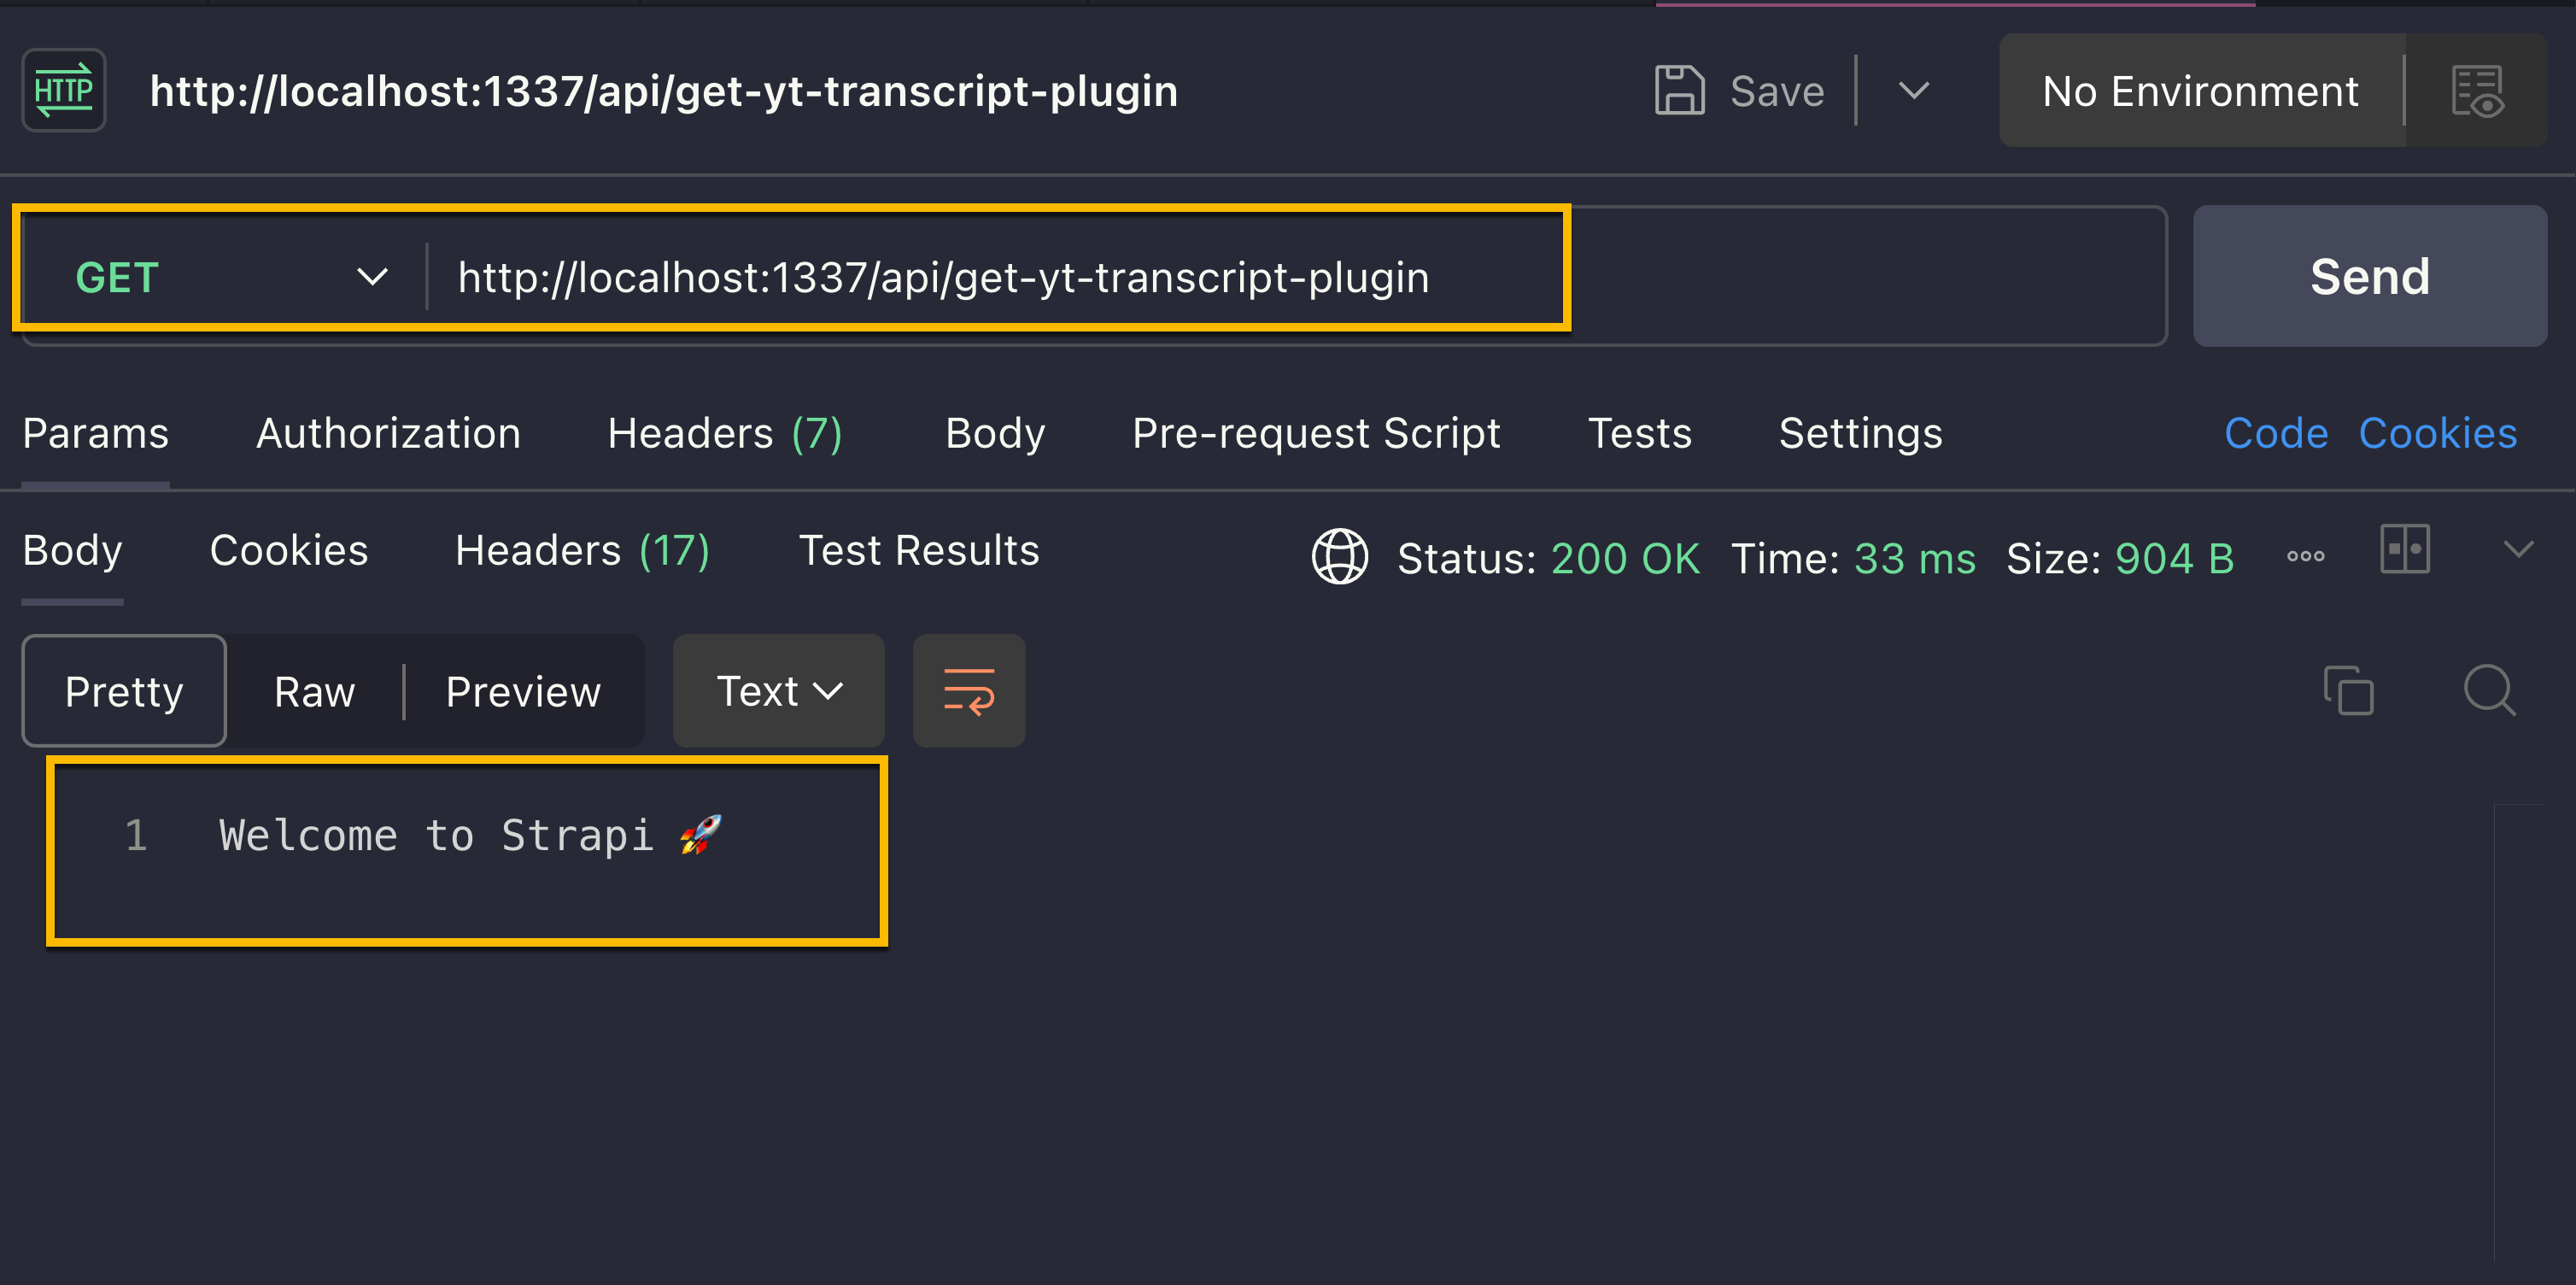 HTTP http://localhost:1337/api/get-yt-transcript-plugin Save No Environment
GET http://localhost:1337/api/get-yt-transcript-plugin Send
Params Authorization Headers (7) Body Pre-request Script Tests Settings Code Cookies
Body Cookies Headers (17) Test Results Status: 200 OK Time: 33 ms Size: 904 B
Pretty Raw Preview Text
1 Welcome to Strapi 🚀